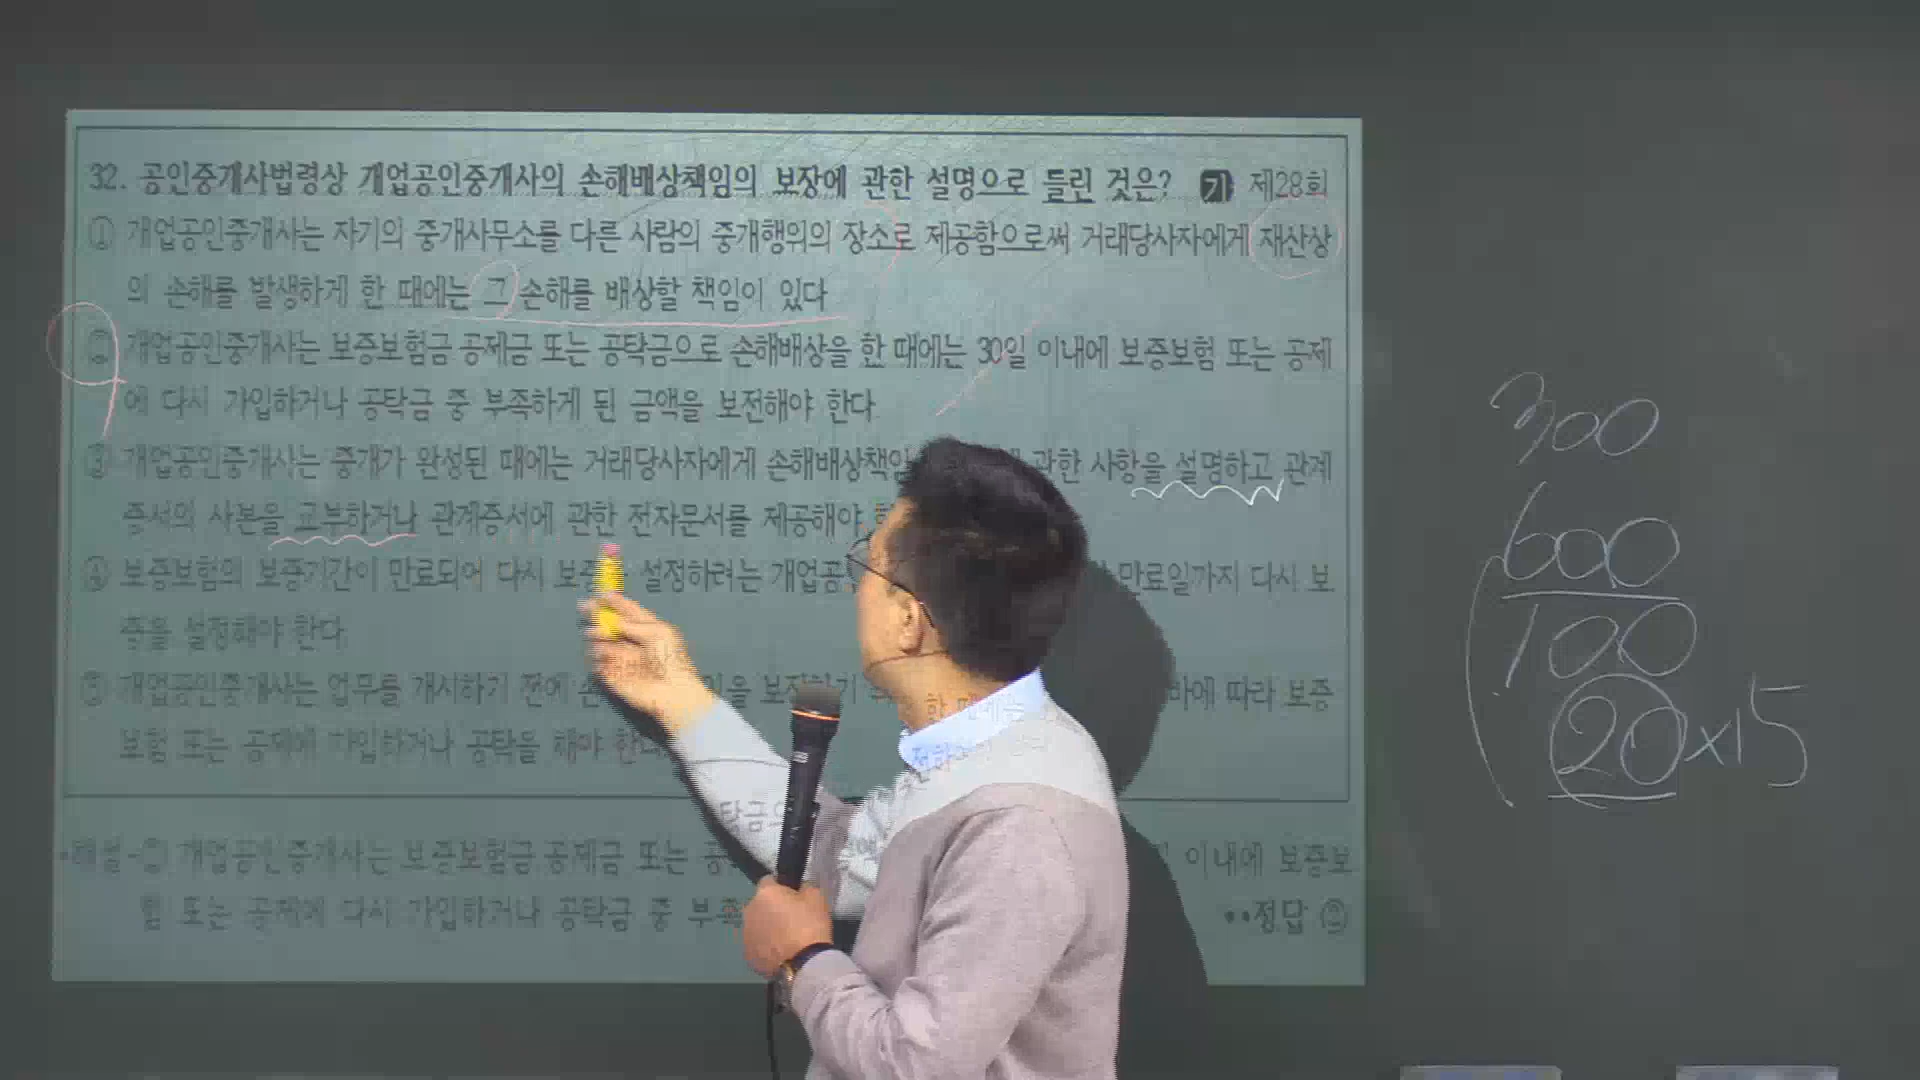 32. 공인중개사법령상 개업공인중개사의 손해배상책임의 보장에 관한 설명으로 틀린 것은? 기 제28회
① 개업공인중개사는 자기의 중개사무소를 다른 사람의 중개행위의 장소로 제공함으로써 거래당사자에게 재산상
의 손해를 발생하게 한 때에는 그 손해를 배상할 책임이 있다
② 개업공인중개사는 보증보험금 공제금 또는 공탁금으로 손해배상을 한 때에는 30일 이내에 보증보험 또는 공제
에 다시 가입하거나 공탁금 중 부족하게 된 금액을 보전해야 한다.
③ 개업공인중개사는 중개가 완성된 때에는 거래당사자에게 손해배상책임 관한 사항을 설명하고 관계
증서의 사본을 교부하거나 관계증서에 관한 전자문서를 제공해야
④ 보증보험의 보증기간이 만료되어 다시 보증 설정하려는 개업공 만료일까지 다시 보
증을 설정해야 한다.
⑤ 개업공인중개사는 업무를 개시하기 전에 손 을 보장하기 바에 따라 보증
보험 또는 공제에 가입하거나 공탁을 해야 한다
해설 ② 개업공인중개사는 보증보험금 공제금 또는 공 이내에 보증보
험 또는 공제에 다시 가입하거나 공탁금 중 부족
정답 ②
300
600
100
20×15